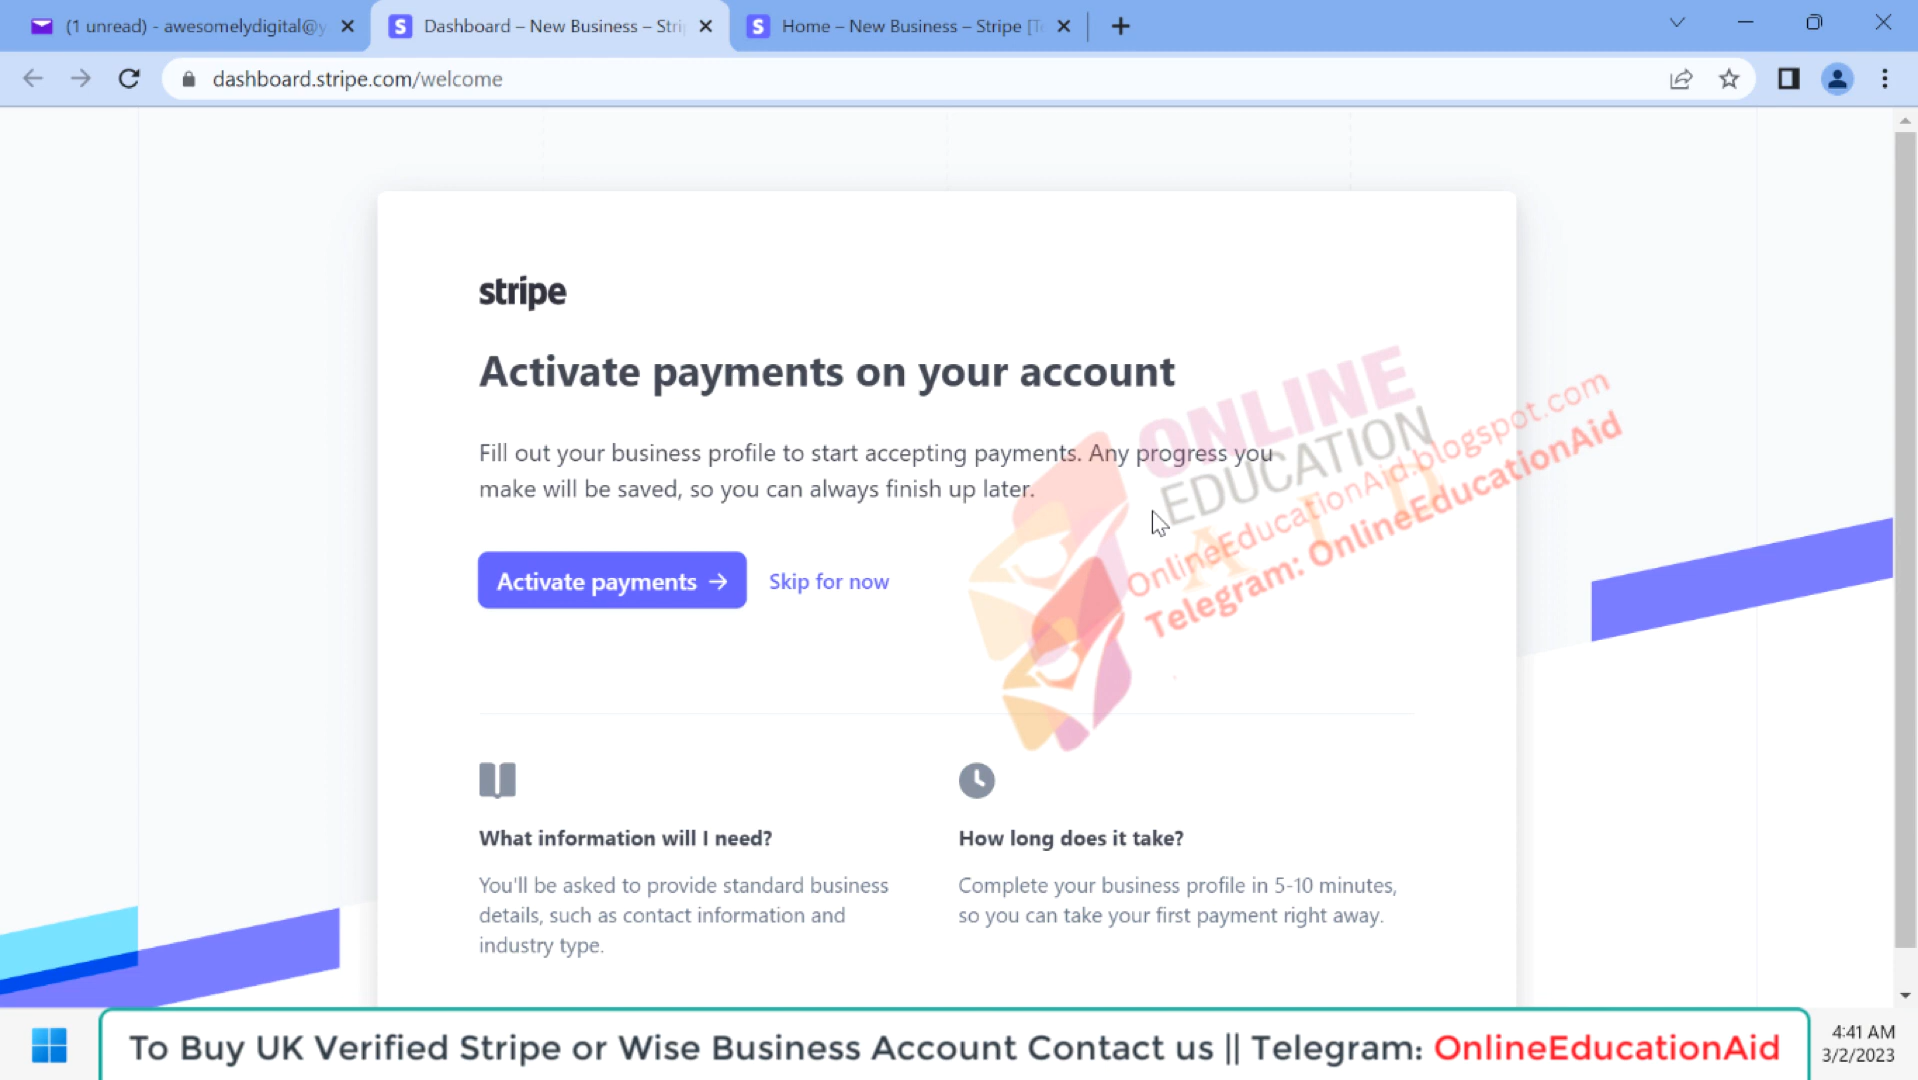 (1 unread) - awesomelydigital@y
Dashboard – New Business – Stri
Home – New Business – Stripe [T
dashboard.stripe.com/welcome
stripe
Activate payments on your account
Fill out your business profile to start accepting payments. Any progress you
make will be saved, so you can always finish up later.
Activate payments →
Skip for now
ONLINE
EDUCATION
AID
OnlineEducationAid.blogspot.com
Telegram: OnlineEducationAid
What information will I need?
You'll be asked to provide standard business
details, such as contact information and
industry type.
How long does it take?
Complete your business profile in 5-10 minutes,
so you can take your first payment right away.
To Buy UK Verified Stripe or Wise Business Account Contact us || Telegram: OnlineEducationAid
4:41 AM
3/2/2023